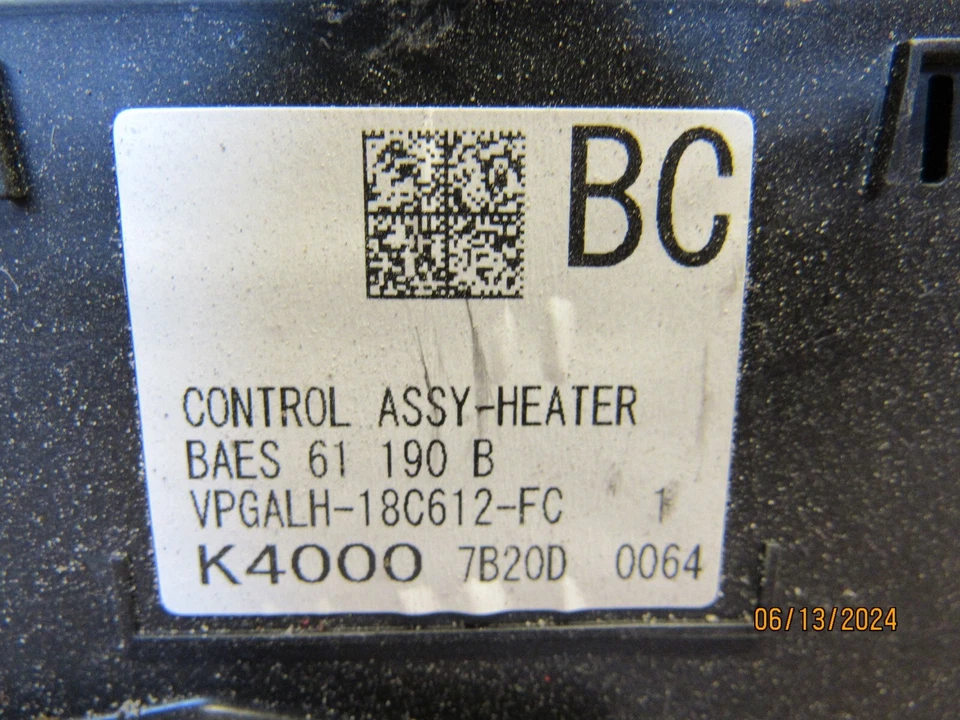 BC
CONTROL ASSY-HEATER
BAES 61 190 B
VPGALH-18C612-FC 1
K4000 7B20D 0064
06/13/2024